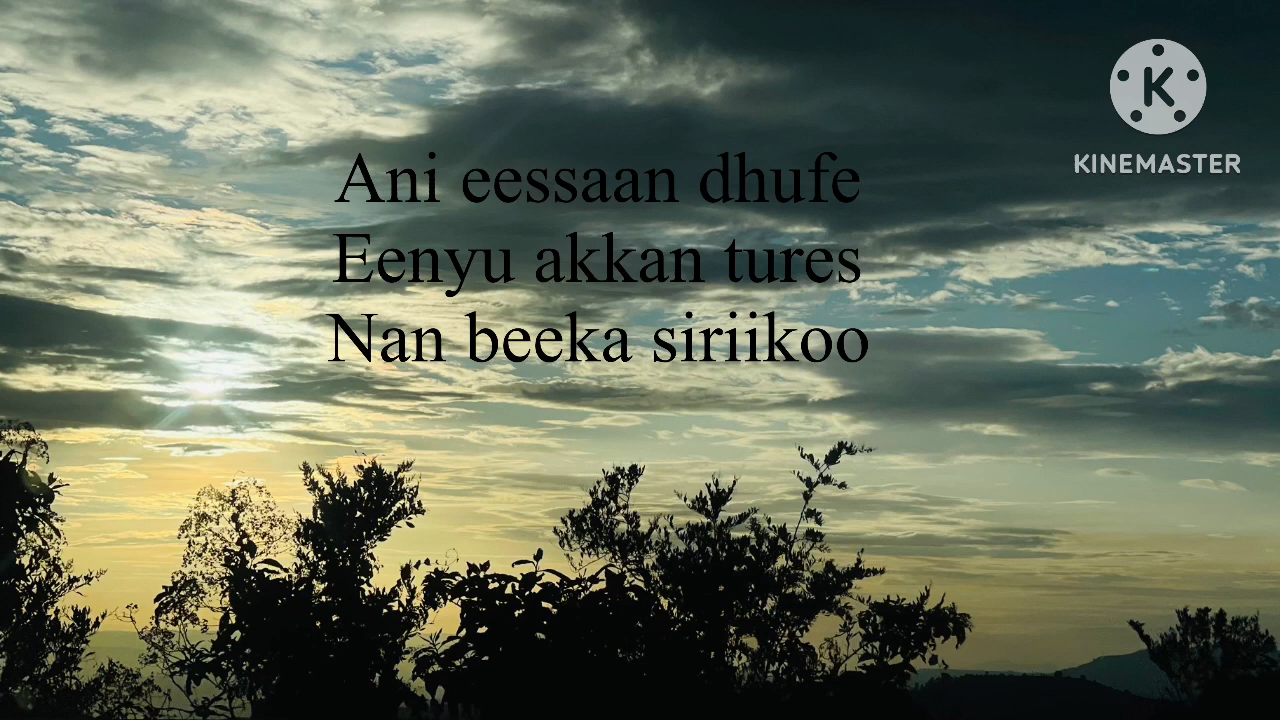 Ani eessaan dhufe
Eenyu akkan tures
Nan beeka siriikoo
K
KINEMASTER